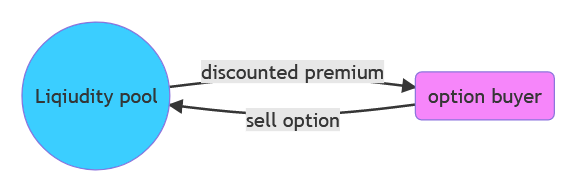 discounted premium
Liqiudity pool
option buyer
sell option